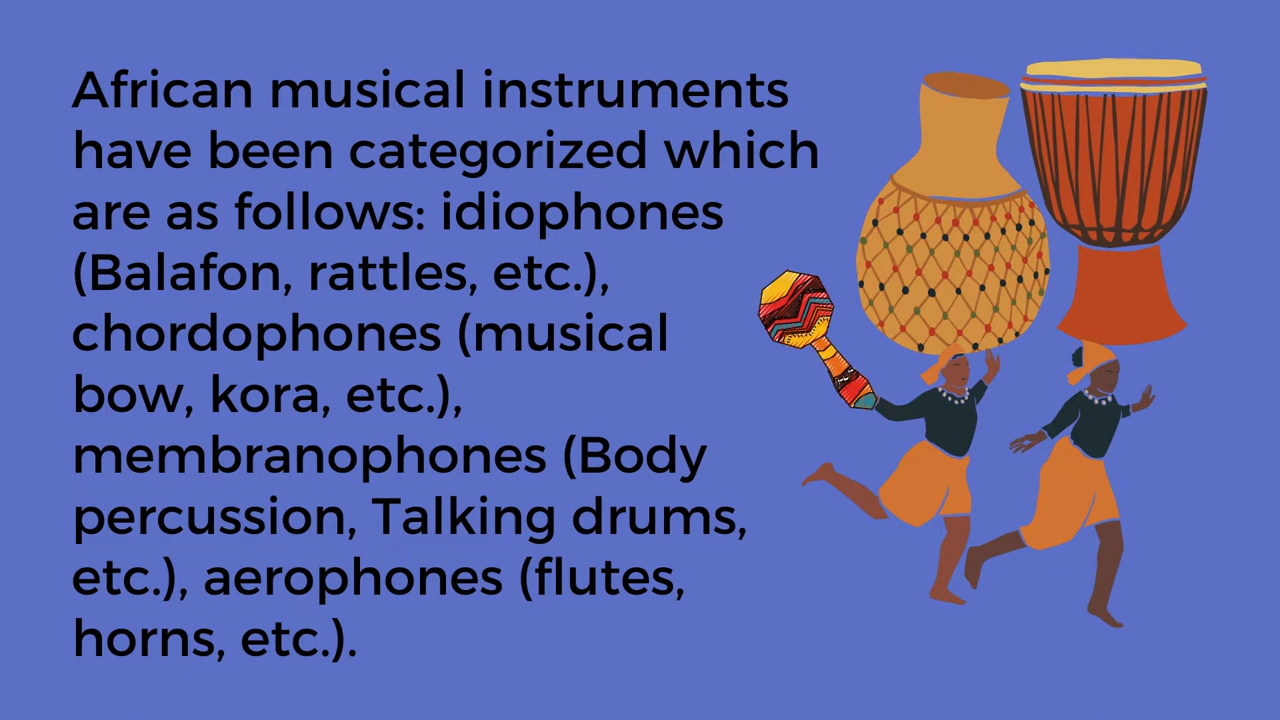 African musical instruments
have been categorized which
are as follows: idiophones
(Balafon, rattles, etc.),
chordophones (musical
bow, kora, etc.),
membranophones (Body
percussion, Talking drums,
etc.), aerophones (flutes,
horns, etc.).